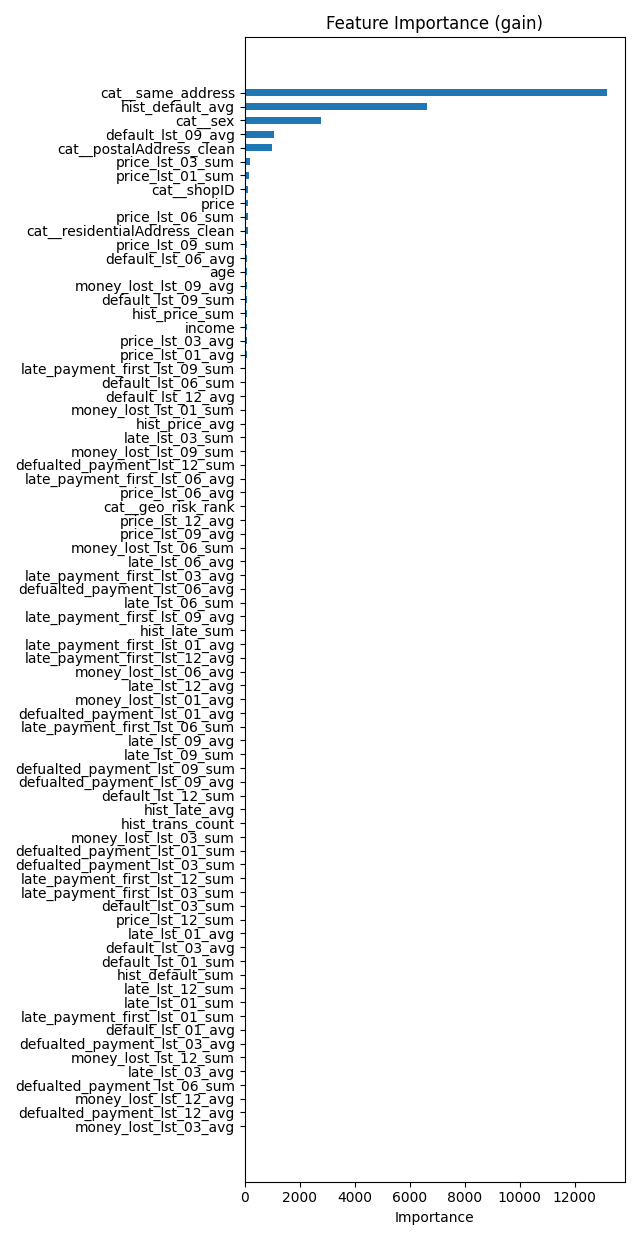 Feature Importance (gain)
cat__same_address
hist_default_avg
cat__sex
default_lst_09_avg
cat__postalAddress_clean
price_lst_03_sum
price_lst_01_sum
cat__shopID
price
price_lst_06_sum
cat__residentialAddress_clean
price_lst_09_sum
default_lst_06_avg
age
money_lost_lst_09_avg
default_lst_09_sum
hist_price_sum
income
price_lst_03_avg
price_lst_01_avg
late_payment_first_lst_09_sum
default_lst_06_sum
default_lst_12_avg
money_lost_lst_01_sum
hist_price_avg
late_lst_03_sum
money_lost_lst_09_sum
defualted_payment_lst_12_sum
late_payment_first_lst_06_avg
price_lst_06_avg
cat__geo_risk_rank
price_lst_12_avg
price_lst_09_avg
money_lost_lst_06_sum
late_lst_06_avg
late_payment_first_lst_03_avg
defualted_payment_lst_06_avg
late_lst_06_sum
late_payment_first_lst_09_avg
hist_late_sum
late_payment_first_lst_01_avg
late_payment_first_lst_12_avg
money_lost_lst_06_avg
late_lst_12_avg
money_lost_lst_01_avg
defualted_payment_lst_01_avg
late_payment_first_lst_06_sum
late_lst_09_avg
late_lst_09_sum
defualted_payment_lst_09_sum
defualted_payment_lst_09_avg
default_lst_12_sum
hist_late_avg
hist_trans_count
money_lost_lst_03_sum
defualted_payment_lst_01_sum
defualted_payment_lst_03_sum
late_payment_first_lst_12_sum
late_payment_first_lst_03_sum
default_lst_03_sum
price_lst_12_sum
late_lst_01_avg
default_lst_03_avg
default_lst_01_sum
hist_default_sum
late_lst_12_sum
late_lst_01_sum
late_payment_first_lst_01_sum
default_lst_01_avg
defualted_payment_lst_03_avg
money_lost_lst_12_sum
late_lst_03_avg
defualted_payment_lst_06_sum
money_lost_lst_12_avg
defualted_payment_lst_12_avg
money_lost_lst_03_avg
0 2000 4000 6000 8000 10000 12000
Importance